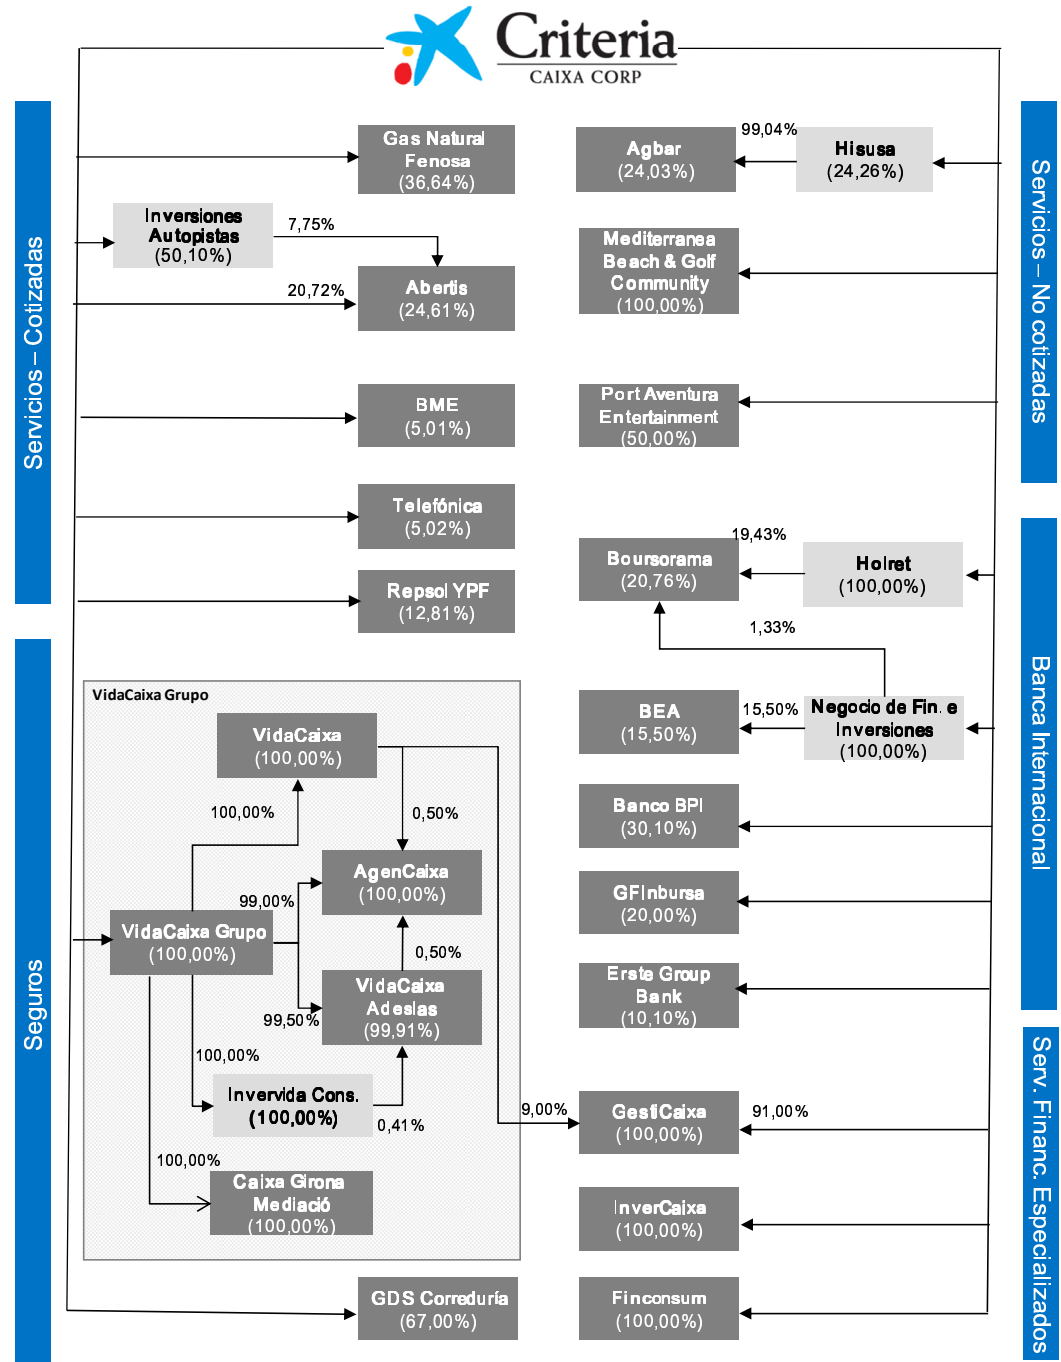 Criteria
CAIXA CORP
Servicios – Cotizadas
Gas Natural
Fenosa
(36,64%)
Inversiones
Autopistas
(50,10%)
7,75%
20,72%
Abertis
(24,61%)
BME
(5,01%)
Telefónica
(5,02%)
Repsol YPF
(12,81%)
Servicios – No cotizadas
Agbar
(24,03%)
99,04%
Hisusa
(24,26%)
Mediterranea
Beach & Golf
Community
(100,00%)
Port Aventura
Entertainment
(50,00%)
Banca Internacional
Boursorama
(20,76%)
19,43%
Holret
(100,00%)
1,33%
BEA
(15,50%)
15,50%
Negocio de Fin. e
Inversiones
(100,00%)
Banco BPI
(30,10%)
GFInbursa
(20,00%)
Erste Group
Bank
(10,10%)
Seguros
VidaCaixa Grupo
VidaCaixa
(100,00%)
100,00%
0,50%
AgenCaixa
(100,00%)
99,00%
VidaCaixa Grupo
(100,00%)
0,50%
VidaCaixa
Adeslas
(99,91%)
99,50%
100,00%
Invervida Cons.
(100,00%)
0,41%
100,00%
Caixa Girona
Mediació
(100,00%)
GDS Correduría
(67,00%)
Serv. Financ. Especializados
9,00%
GestiCaixa
(100,00%)
91,00%
InverCaixa
(100,00%)
Finconsum
(100,00%)